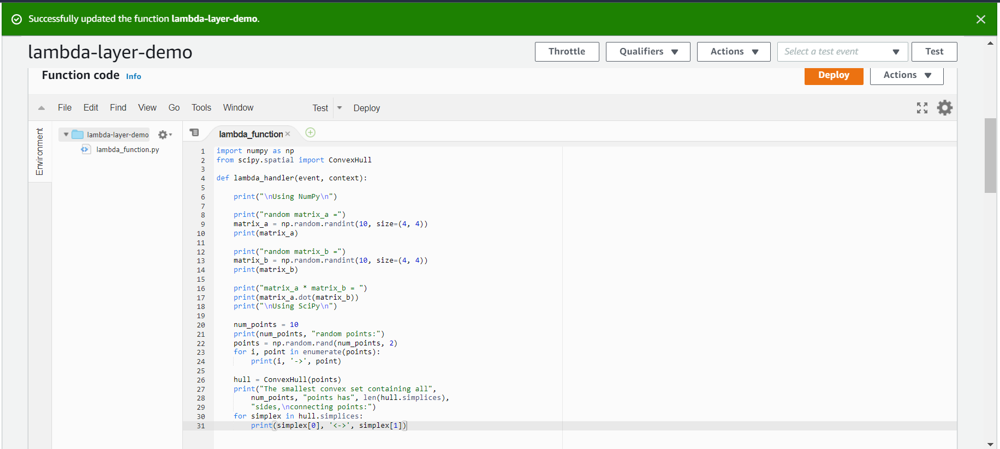 Successfully updated the function lambda-layer-demo.
lambda-layer-demo
Throttle
Qualifiers
Actions
Select a test event
Test
Function code Info
Deploy
Actions
File Edit Find View Go Tools Window Test Deploy
Environment
lambda-layer-demo
lambda_function.py
lambda_function
1 import numpy as np
2 from scipy.spatial import ConvexHull
3
4 def lambda_handler(event, context):
5
6     print("\nUsing NumPy\n")
7
8     print("random matrix_a =")
9     matrix_a = np.random.randint(10, size=(4, 4))
10     print(matrix_a)
11
12     print("random matrix_b =")
13     matrix_b = np.random.randint(10, size=(4, 4))
14     print(matrix_b)
15
16     print("matrix_a * matrix_b = ")
17     print(matrix_a.dot(matrix_b))
18     print("\nUsing SciPy\n")
19
20     num_points = 10
21     print(num_points, "random points:")
22     points = np.random.rand(num_points, 2)
23     for i, point in enumerate(points):
24         print(i, '->', point)
25
26     hull = ConvexHull(points)
27     print("The smallest convex set containing all",
28         num_points, "points has", len(hull.simplices),
29         "sides,\nconnecting points:")
30     for simplex in hull.simplices:
31         print(simplex[0], '<->', simplex[1])